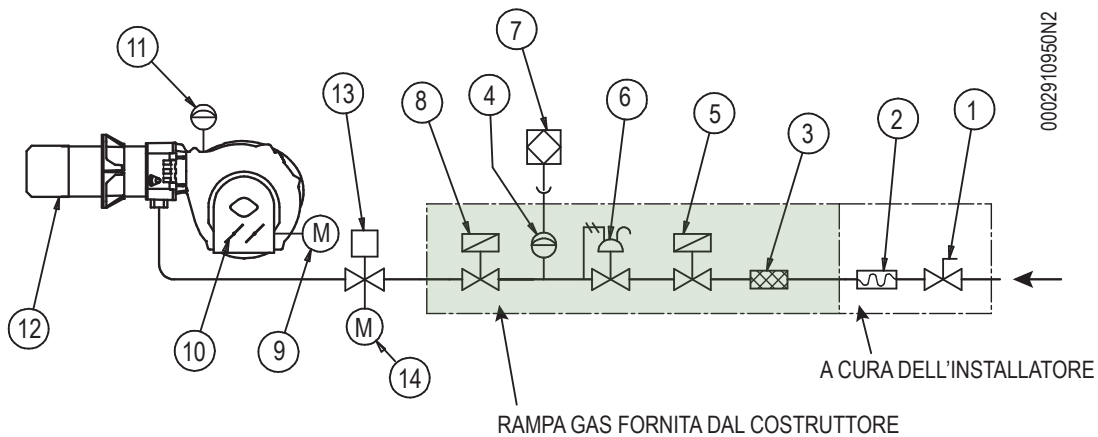 11
7
13
8
4
6
5
3
2
1
0002910950N2
M
M
12
10
9
14
A CURA DELL'INSTALLATORE
RAMPA GAS FORNITA DAL COSTRUTTORE